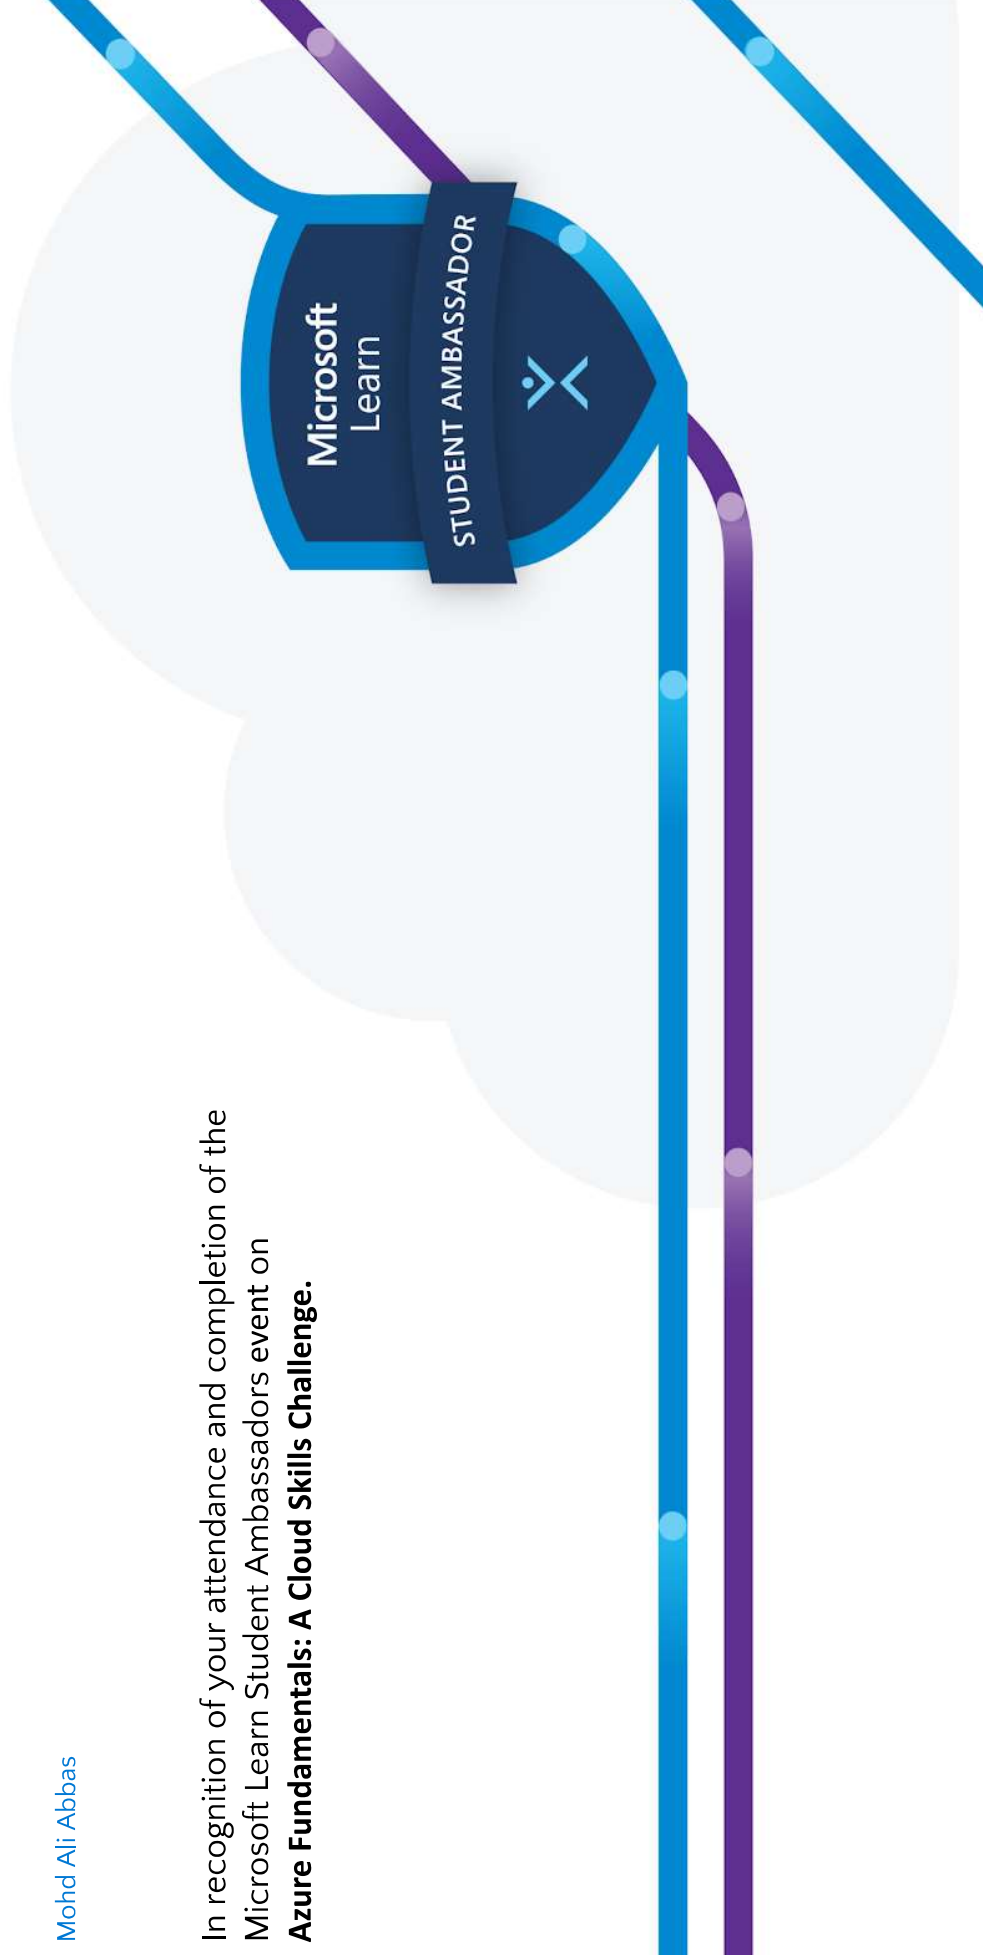 Mohd Ali Abbas
In recognition of your attendance and completion of the
Microsoft Learn Student Ambassadors event on
Azure Fundamentals: A Cloud Skills Challenge.
Microsoft
Learn
STUDENT AMBASSADOR